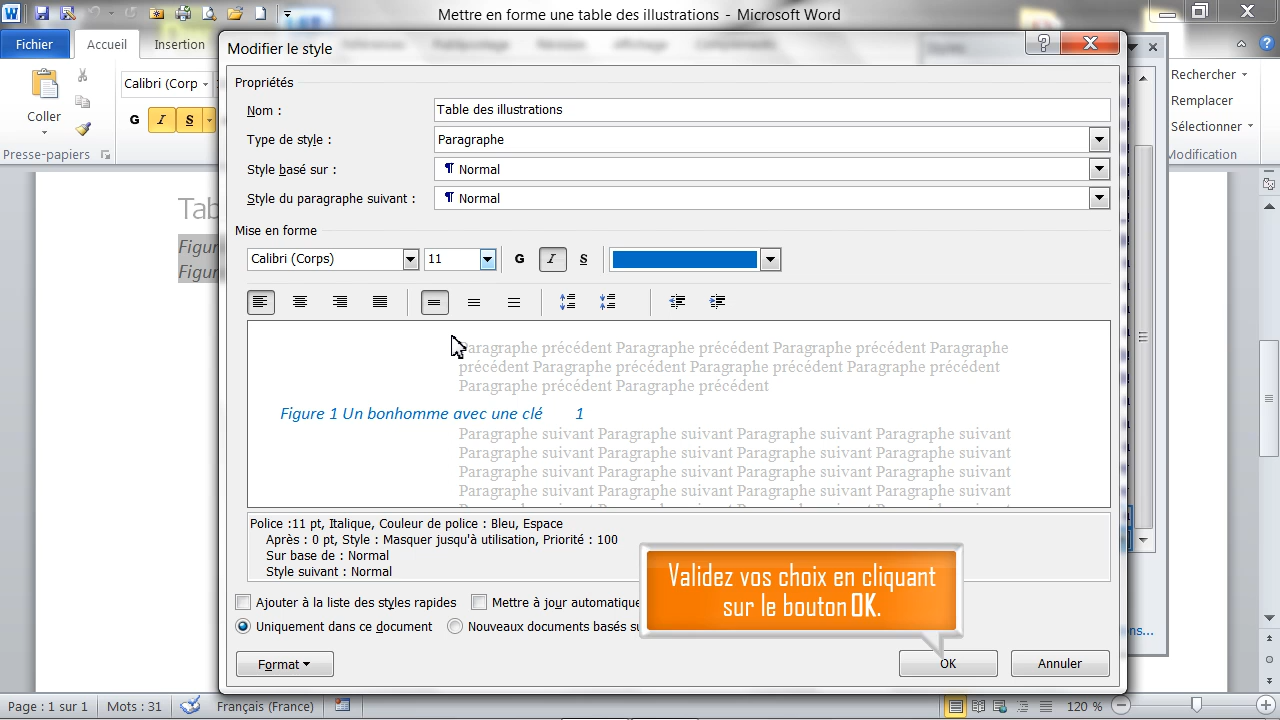 Mettre en forme une table des illustrations - Microsoft Word
Fichier
Accueil
Insertion
Modifier le style
Calibri (Corp
Coller
G
I
S
Presse-papiers
Rechercher
Remplacer
Sélectionner
Modification
Propriétés
Nom :
Table des illustrations
Type de style :
Paragraphe
Style basé sur :
¶ Normal
Style du paragraphe suivant :
¶ Normal
Mise en forme
Calibri (Corps)
11
G
I
S
Tab
Figur
Figur
Paragraphe précédent Paragraphe précédent Paragraphe précédent Paragraphe
précédent Paragraphe précédent Paragraphe précédent Paragraphe précédent
Paragraphe précédent Paragraphe précédent
Figure 1 Un bonhomme avec une clé 1
Paragraphe suivant Paragraphe suivant Paragraphe suivant Paragraphe suivant
Paragraphe suivant Paragraphe suivant Paragraphe suivant Paragraphe suivant
Paragraphe suivant Paragraphe suivant Paragraphe suivant Paragraphe suivant
Paragraphe suivant Paragraphe suivant Paragraphe suivant Paragraphe suivant
Police :11 pt, Italique, Couleur de police : Bleu, Espace
Après : 0 pt, Style : Masquer jusqu'à utilisation, Priorité : 100
Sur base de : Normal
Style suivant : Normal
Validez vos choix en cliquant
sur le bouton OK.
Ajouter à la liste des styles rapides
Mettre à jour automatique
Uniquement dans ce document
Nouveaux documents basés su
ns...
Format
OK
Annuler
Page : 1 sur 1
Mots : 31
Français (France)
120 %